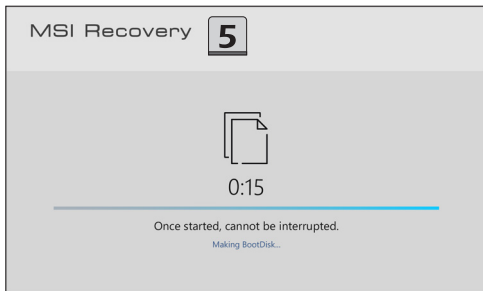 MSI Recovery 5
0:15
Once started, cannot be interrupted.
Making BootDisk...